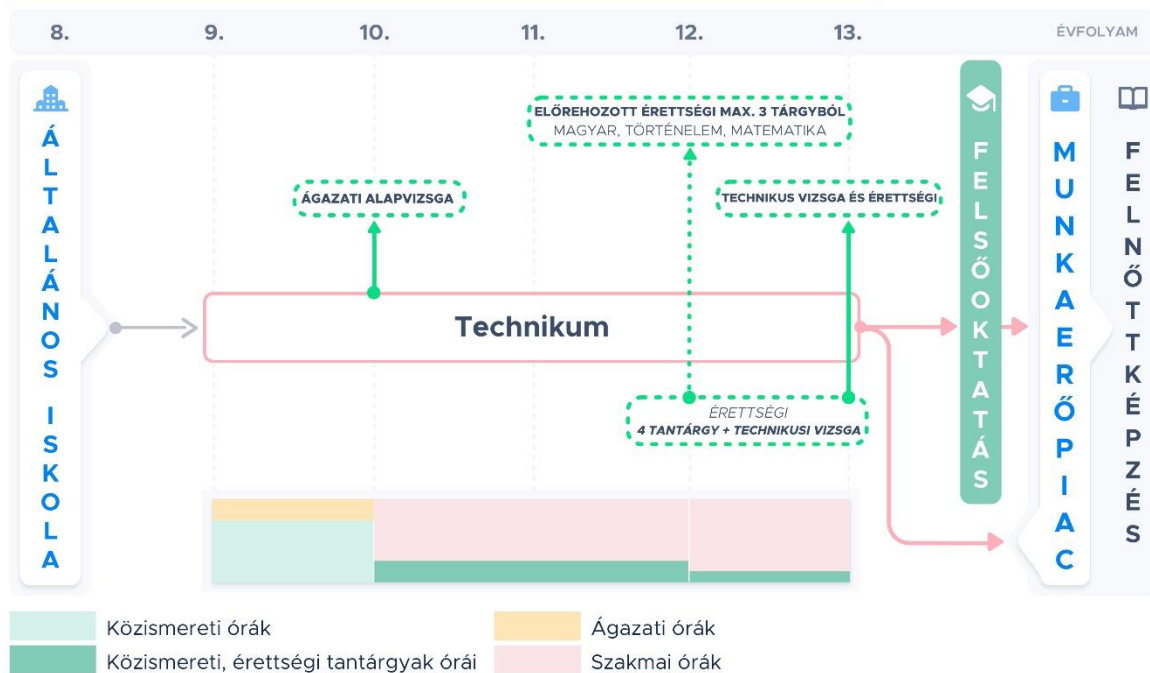 8. 9. 10. 11. 12. 13. ÉVFOLYAM
ÁLTALÁNOS ISKOLA
ELŐREHOZOTT ÉRETTSÉGI MAX. 3 TÁRGYBÓL
MAGYAR, TÖRTÉNELEM, MATEMATIKA
ÁGAZATI ALAPVIZSGA
TECHNIKUS VIZSGA ÉS ÉRETTSÉGI
Technikum
ÉRETTSÉGI
4 TANTÁRGY + TECHNIKUSI VIZSGA
FELSŐOKTATÁS
MUNKAERŐPIAC
FELNŐTTKÉPZÉS
Közismereti órák
Ágazati órák
Közismereti, érettségi tantárgyak órái
Szakmai órák